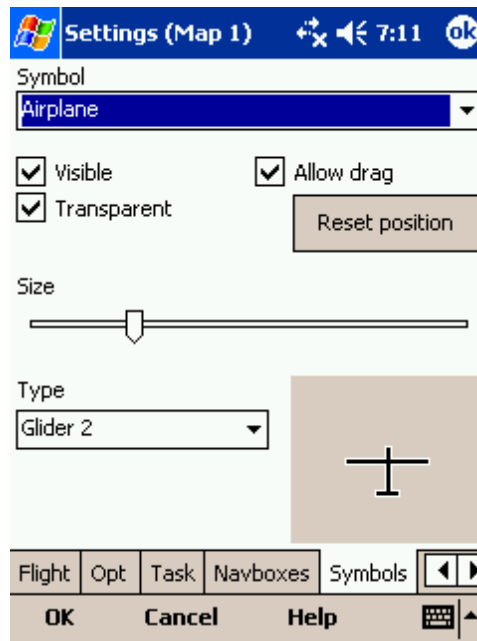 Settings (Map 1) 7:11 ok
Symbol
Airplane
Visible
Allow drag
Transparent
Reset position
Size
Type
Glider 2
Flight Opt Task Navboxes Symbols
OK Cancel Help